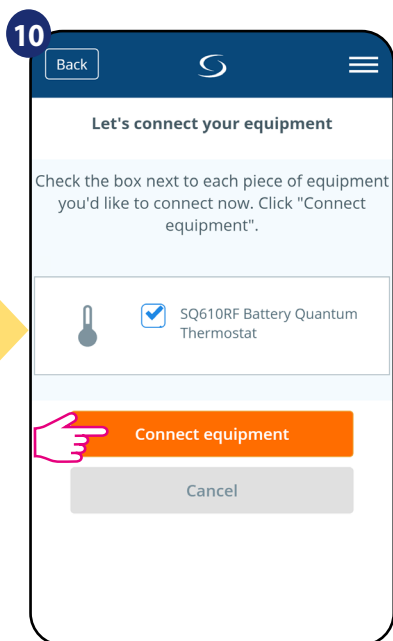 10
Back
Let's connect your equipment
Check the box next to each piece of equipment
you'd like to connect now. Click "Connect
equipment".
SQ610RF Battery Quantum
Thermostat
Connect equipment
Cancel